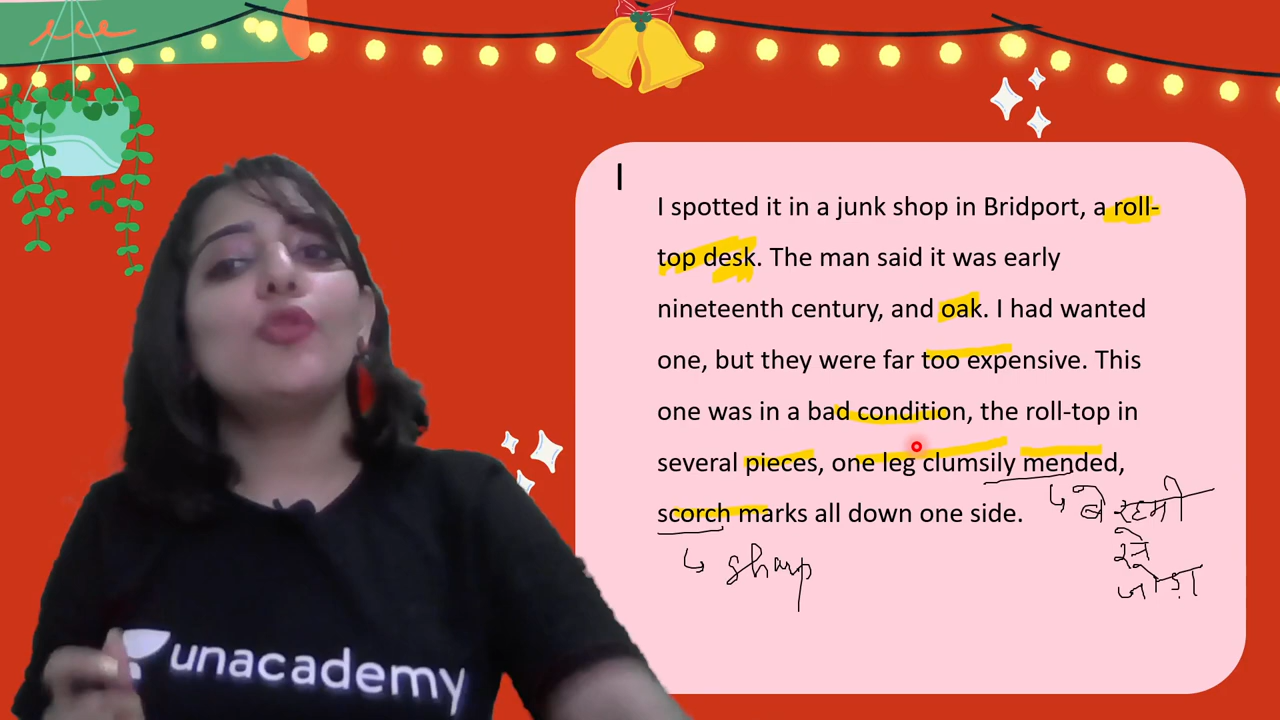 I
I spotted it in a junk shop in Bridport, a roll-
top desk. The man said it was early
nineteenth century, and oak. I had wanted
one, but they were far too expensive. This
one was in a bad condition, the roll-top in
several pieces, one leg clumsily mended,
scorch marks all down one side.
बेरहमी
से
जोड़ा
sharp
unacademy